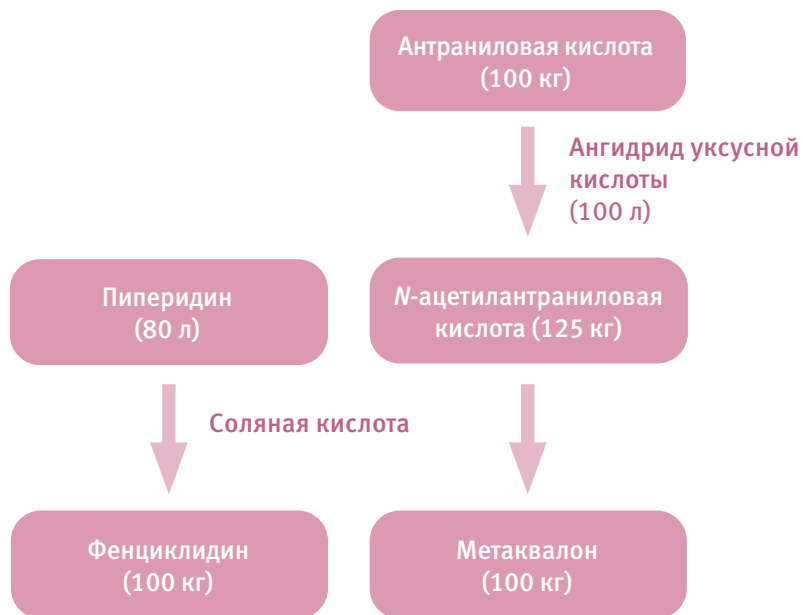 Антраниловая кислота
(100 кг)
Ангидрид уксусной
кислоты
(100 л)
Пиперидин
(80 л)
N-ацетилантраниловая
кислота (125 кг)
Соляная кислота
Фенциклидин
(100 кг)
Метаквалон
(100 кг)